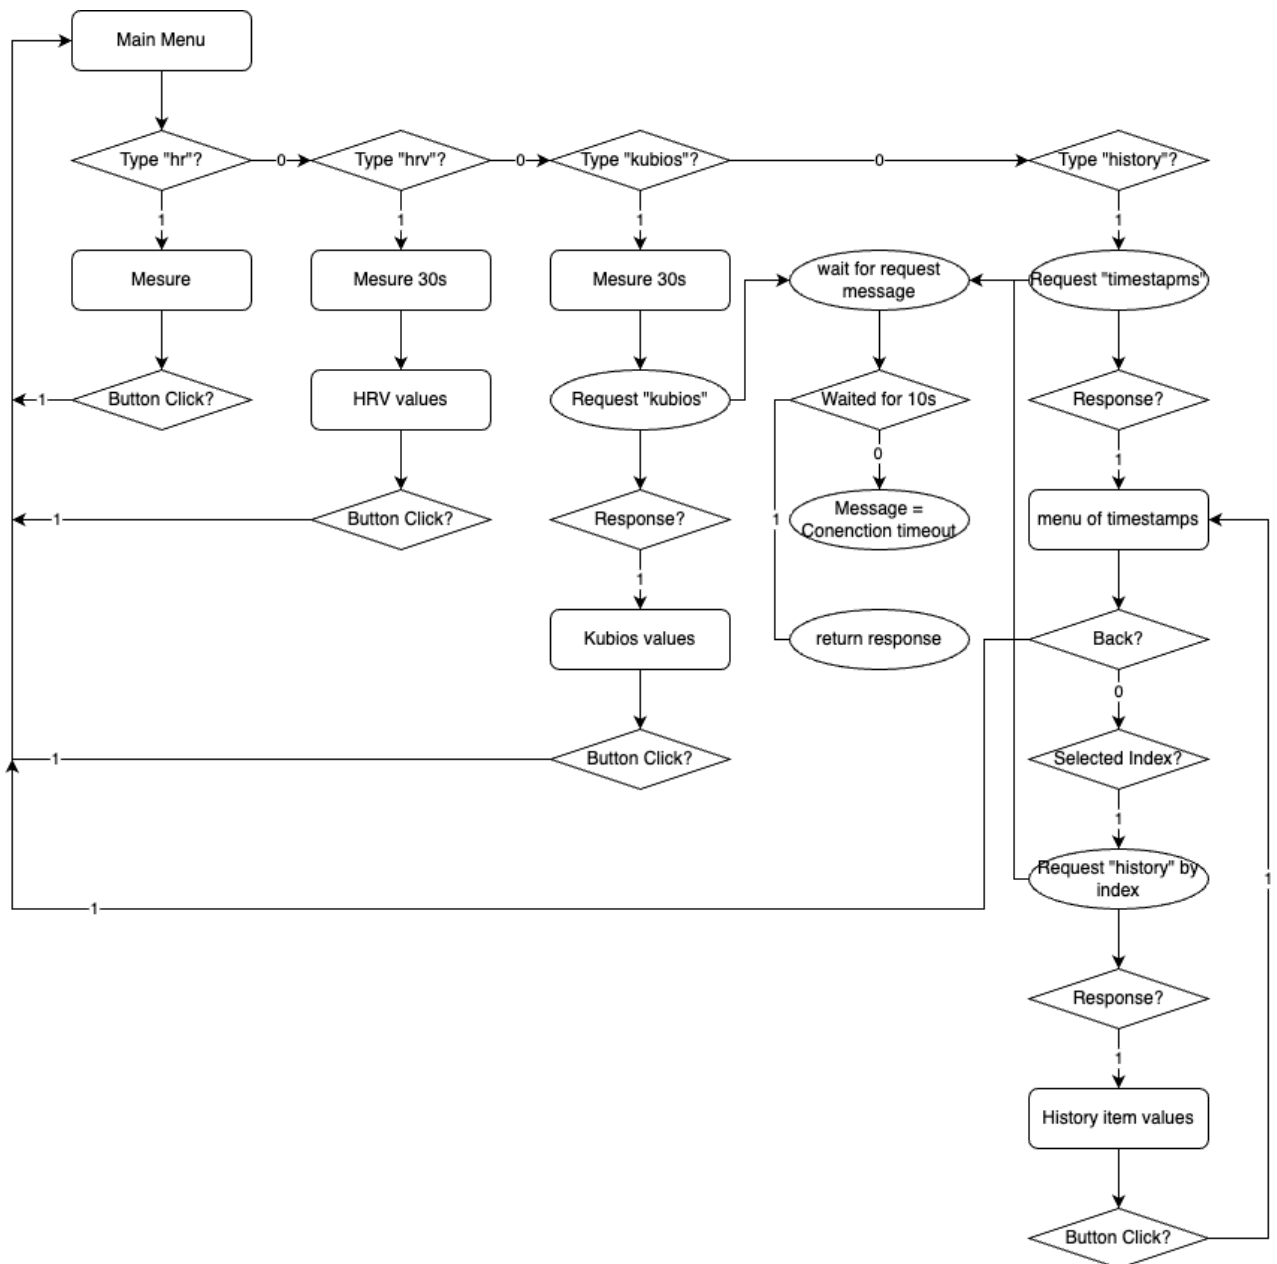 Main Menu
Type "hr"?
0
Type "hrv"?
0
Type "kubios"?
0
Type "history"?
1
1
1
1
Mesure
Mesure 30s
Mesure 30s
wait for request
message
Request "timestapms"
1
Button Click?
HRV values
Request "kubios"
Waited for 10s
Response?
0
1
1
Button Click?
Response?
1
Message =
Conenction timeout
menu of timestamps
1
Kubios values
return response
Back?
0
1
Button Click?
Selected Index?
1
Request "history" by
index
1
1
Response?
1
History item values
Button Click?